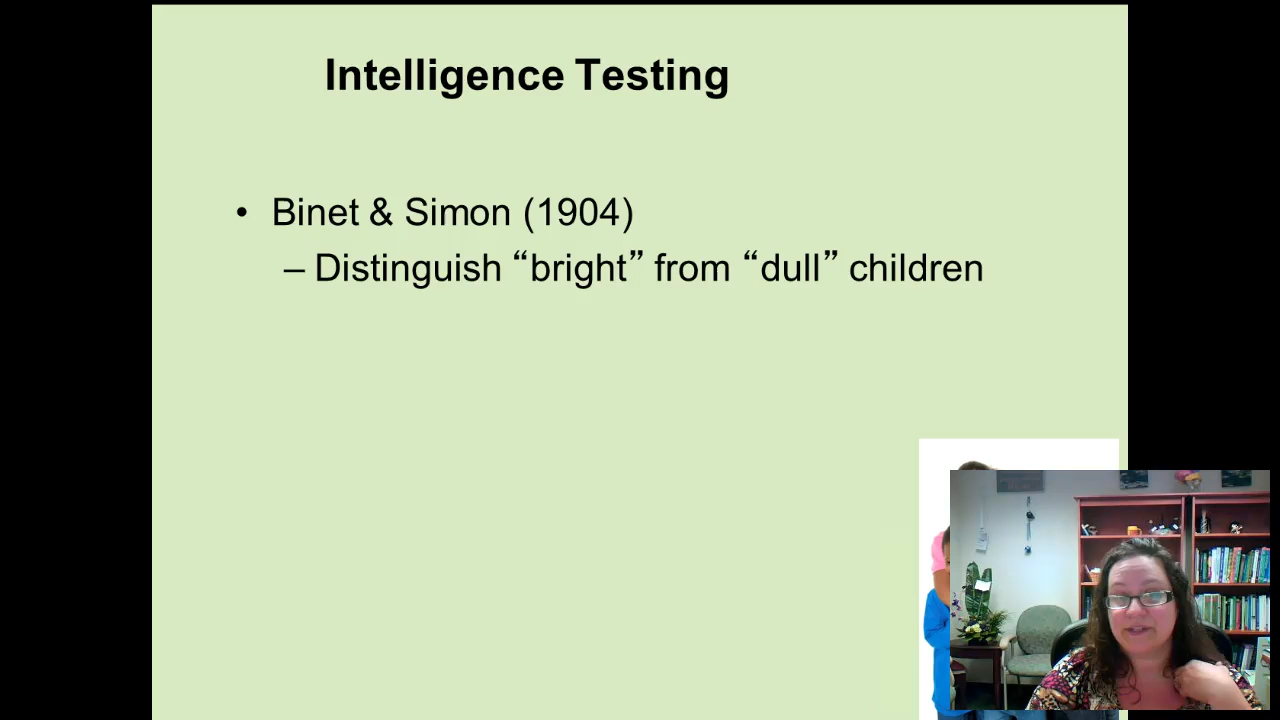 Intelligence Testing
• Binet & Simon (1904)
– Distinguish “bright” from “dull” children